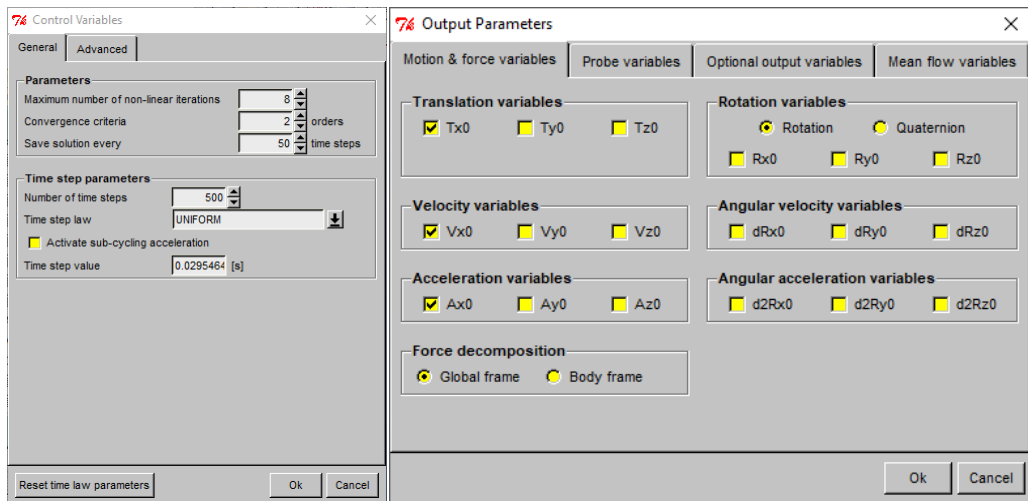 Control Variables
General Advanced
Parameters
Maximum number of non-linear iterations 8
Convergence criteria 2 orders
Save solution every 50 time steps
Time step parameters
Number of time steps 500
Time step law UNIFORM
Activate sub-cycling acceleration
Time step value 0.0295464 [s]
Reset time law parameters Ok Cancel
Output Parameters
Motion & force variables Probe variables Optional output variables Mean flow variables
Translation variables
Tx0 Ty0 Tz0
Rotation variables
Rotation Quaternion
Rx0 Ry0 Rz0
Velocity variables
Vx0 Vy0 Vz0
Angular velocity variables
dRx0 dRy0 dRz0
Acceleration variables
Ax0 Ay0 Az0
Angular acceleration variables
d2Rx0 d2Ry0 d2Rz0
Force decomposition
Global frame Body frame
Ok Cancel